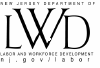 NEW JERSEY DEPARTMENT OF
LWD
LABOR AND WORKFORCE DEVELOPMENT
nj.gov/labor